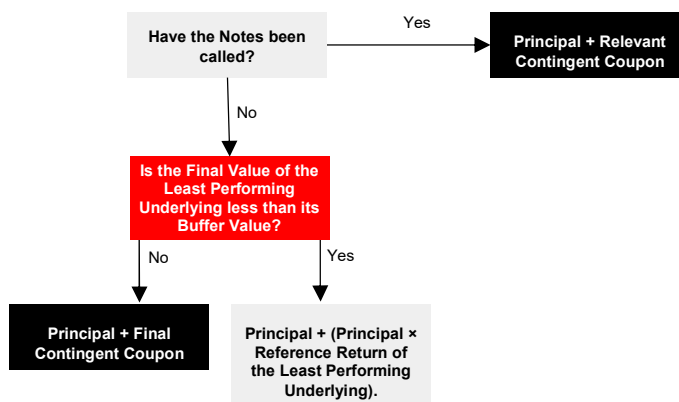 Have the Notes been
called?
Yes
Principal + Relevant
Contingent Coupon
No
Is the Final Value of the
Least Performing
Underlying less than its
Buffer Value?
No
Yes
Principal + Final
Contingent Coupon
Principal + (Principal ×
Reference Return of
the Least Performing
Underlying).